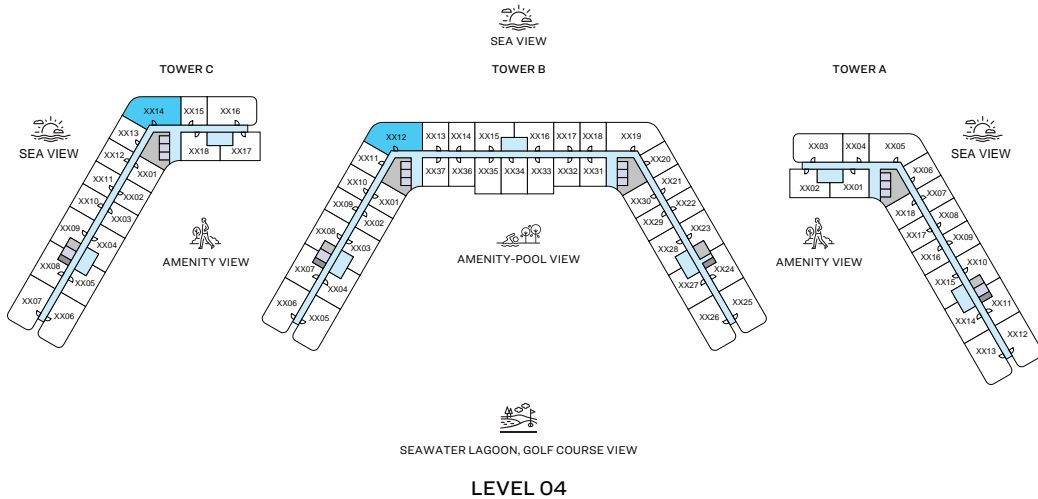 SEA VIEW
TOWER C
TOWER B
TOWER A
SEA VIEW
XX14
XX15
XX16
XX13
XX12
XX11
XX10
XX09
XX08
XX07
XX06
XX05
XX04
XX03
XX02
XX01
XX18
XX17
AMENITY VIEW
XX12
XX13
XX14
XX15
XX16
XX17
XX18
XX19
XX11
XX10
XX09
XX08
XX07
XX06
XX05
XX04
XX03
XX02
XX01
XX37
XX36
XX35
XX34
XX33
XX32
XX31
XX30
XX29
XX28
XX27
XX26
XX20
XX21
XX22
XX23
XX24
XX25
AMENITY-POOL VIEW
SEA VIEW
XX03
XX04
XX05
XX02
XX01
XX06
XX07
XX08
XX09
XX10
XX11
XX12
XX18
XX17
XX16
XX15
XX14
XX13
AMENITY VIEW
SEAWATER LAGOON, GOLF COURSE VIEW
LEVEL 04